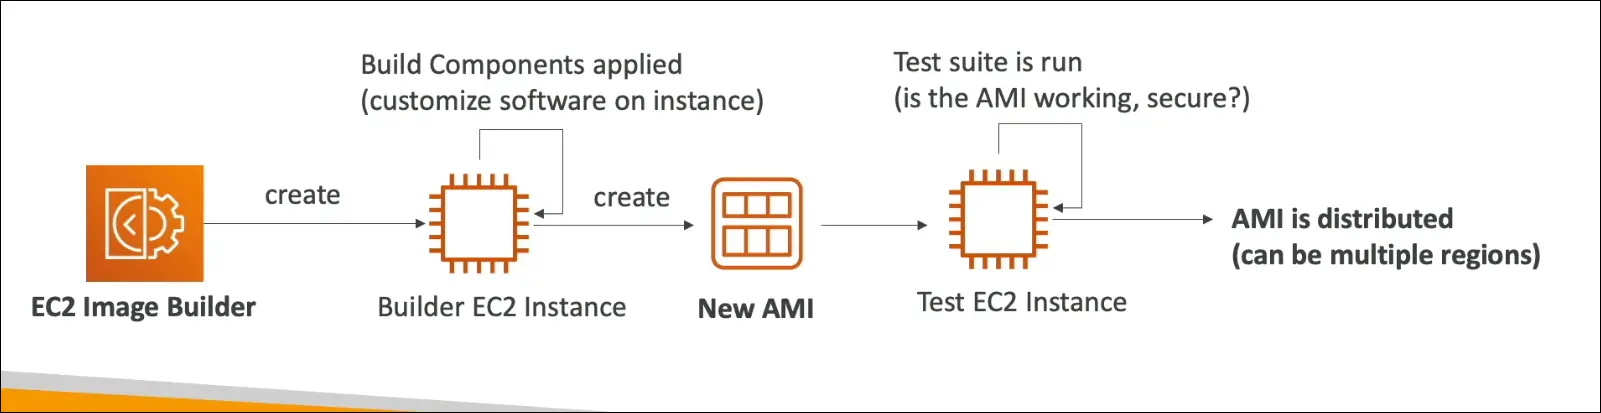 Build Components applied
(customize software on instance)
Test suite is run
(is the AMI working, secure?)
create
create
AMI is distributed
(can be multiple regions)
EC2 Image Builder
Builder EC2 Instance
New AMI
Test EC2 Instance